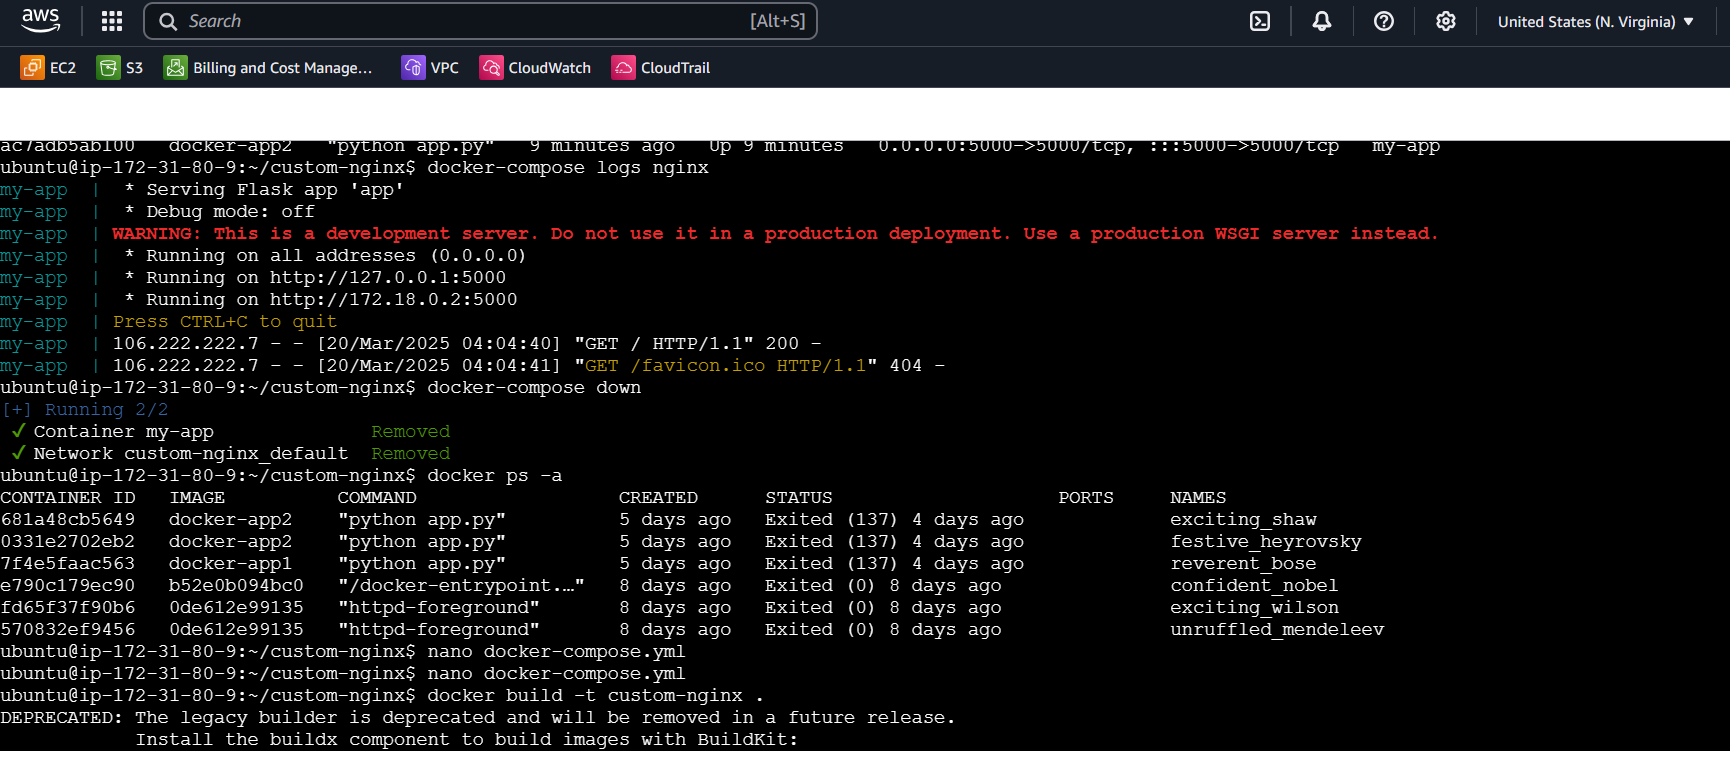 aws
Search [Alt+S] United States (N. Virginia)
EC2 S3 Billing and Cost Manage... VPC CloudWatch CloudTrail
ac7adb5ab100 docker-app2 "python app.py" 9 minutes ago Up 9 minutes 0.0.0.0:5000->5000/tcp, :::5000->5000/tcp my-app
ubuntu@ip-172-31-80-9:~/custom-nginx$ docker-compose logs nginx
my-app | * Serving Flask app 'app'
my-app | * Debug mode: off
my-app | WARNING: This is a development server. Do not use it in a production deployment. Use a production WSGI server instead.
my-app | * Running on all addresses (0.0.0.0)
my-app | * Running on http://127.0.0.1:5000
my-app | * Running on http://172.18.0.2:5000
my-app | Press CTRL+C to quit
my-app | 106.222.222.7 - - [20/Mar/2025 04:04:40] "GET / HTTP/1.1" 200 -
my-app | 106.222.222.7 - - [20/Mar/2025 04:04:41] "GET /favicon.ico HTTP/1.1" 404 -
ubuntu@ip-172-31-80-9:~/custom-nginx$ docker-compose down
[+] Running 2/2
✓ Container my-app Removed
✓ Network custom-nginx_default Removed
ubuntu@ip-172-31-80-9:~/custom-nginx$ docker ps -a
CONTAINER ID IMAGE COMMAND CREATED STATUS PORTS NAMES
681a48cb5649 docker-app2 "python app.py" 5 days ago Exited (137) 4 days ago exciting_shaw
0331e2702eb2 docker-app2 "python app.py" 5 days ago Exited (137) 4 days ago festive_heyrovsky
7f4e5faac563 docker-app1 "python app.py" 5 days ago Exited (137) 4 days ago reverent_bose
e790c179ec90 b52e0b094bc0 "/docker-entrypoint.…" 8 days ago Exited (0) 8 days ago confident_nobel
fd65f37f90b6 0de612e99135 "httpd-foreground" 8 days ago Exited (0) 8 days ago exciting_wilson
570832ef9456 0de612e99135 "httpd-foreground" 8 days ago Exited (0) 8 days ago unruffled_mendeleev
ubuntu@ip-172-31-80-9:~/custom-nginx$ nano docker-compose.yml
ubuntu@ip-172-31-80-9:~/custom-nginx$ nano docker-compose.yml
ubuntu@ip-172-31-80-9:~/custom-nginx$ docker build -t custom-nginx .
DEPRECATED: The legacy builder is deprecated and will be removed in a future release.
Install the buildx component to build images with BuildKit: